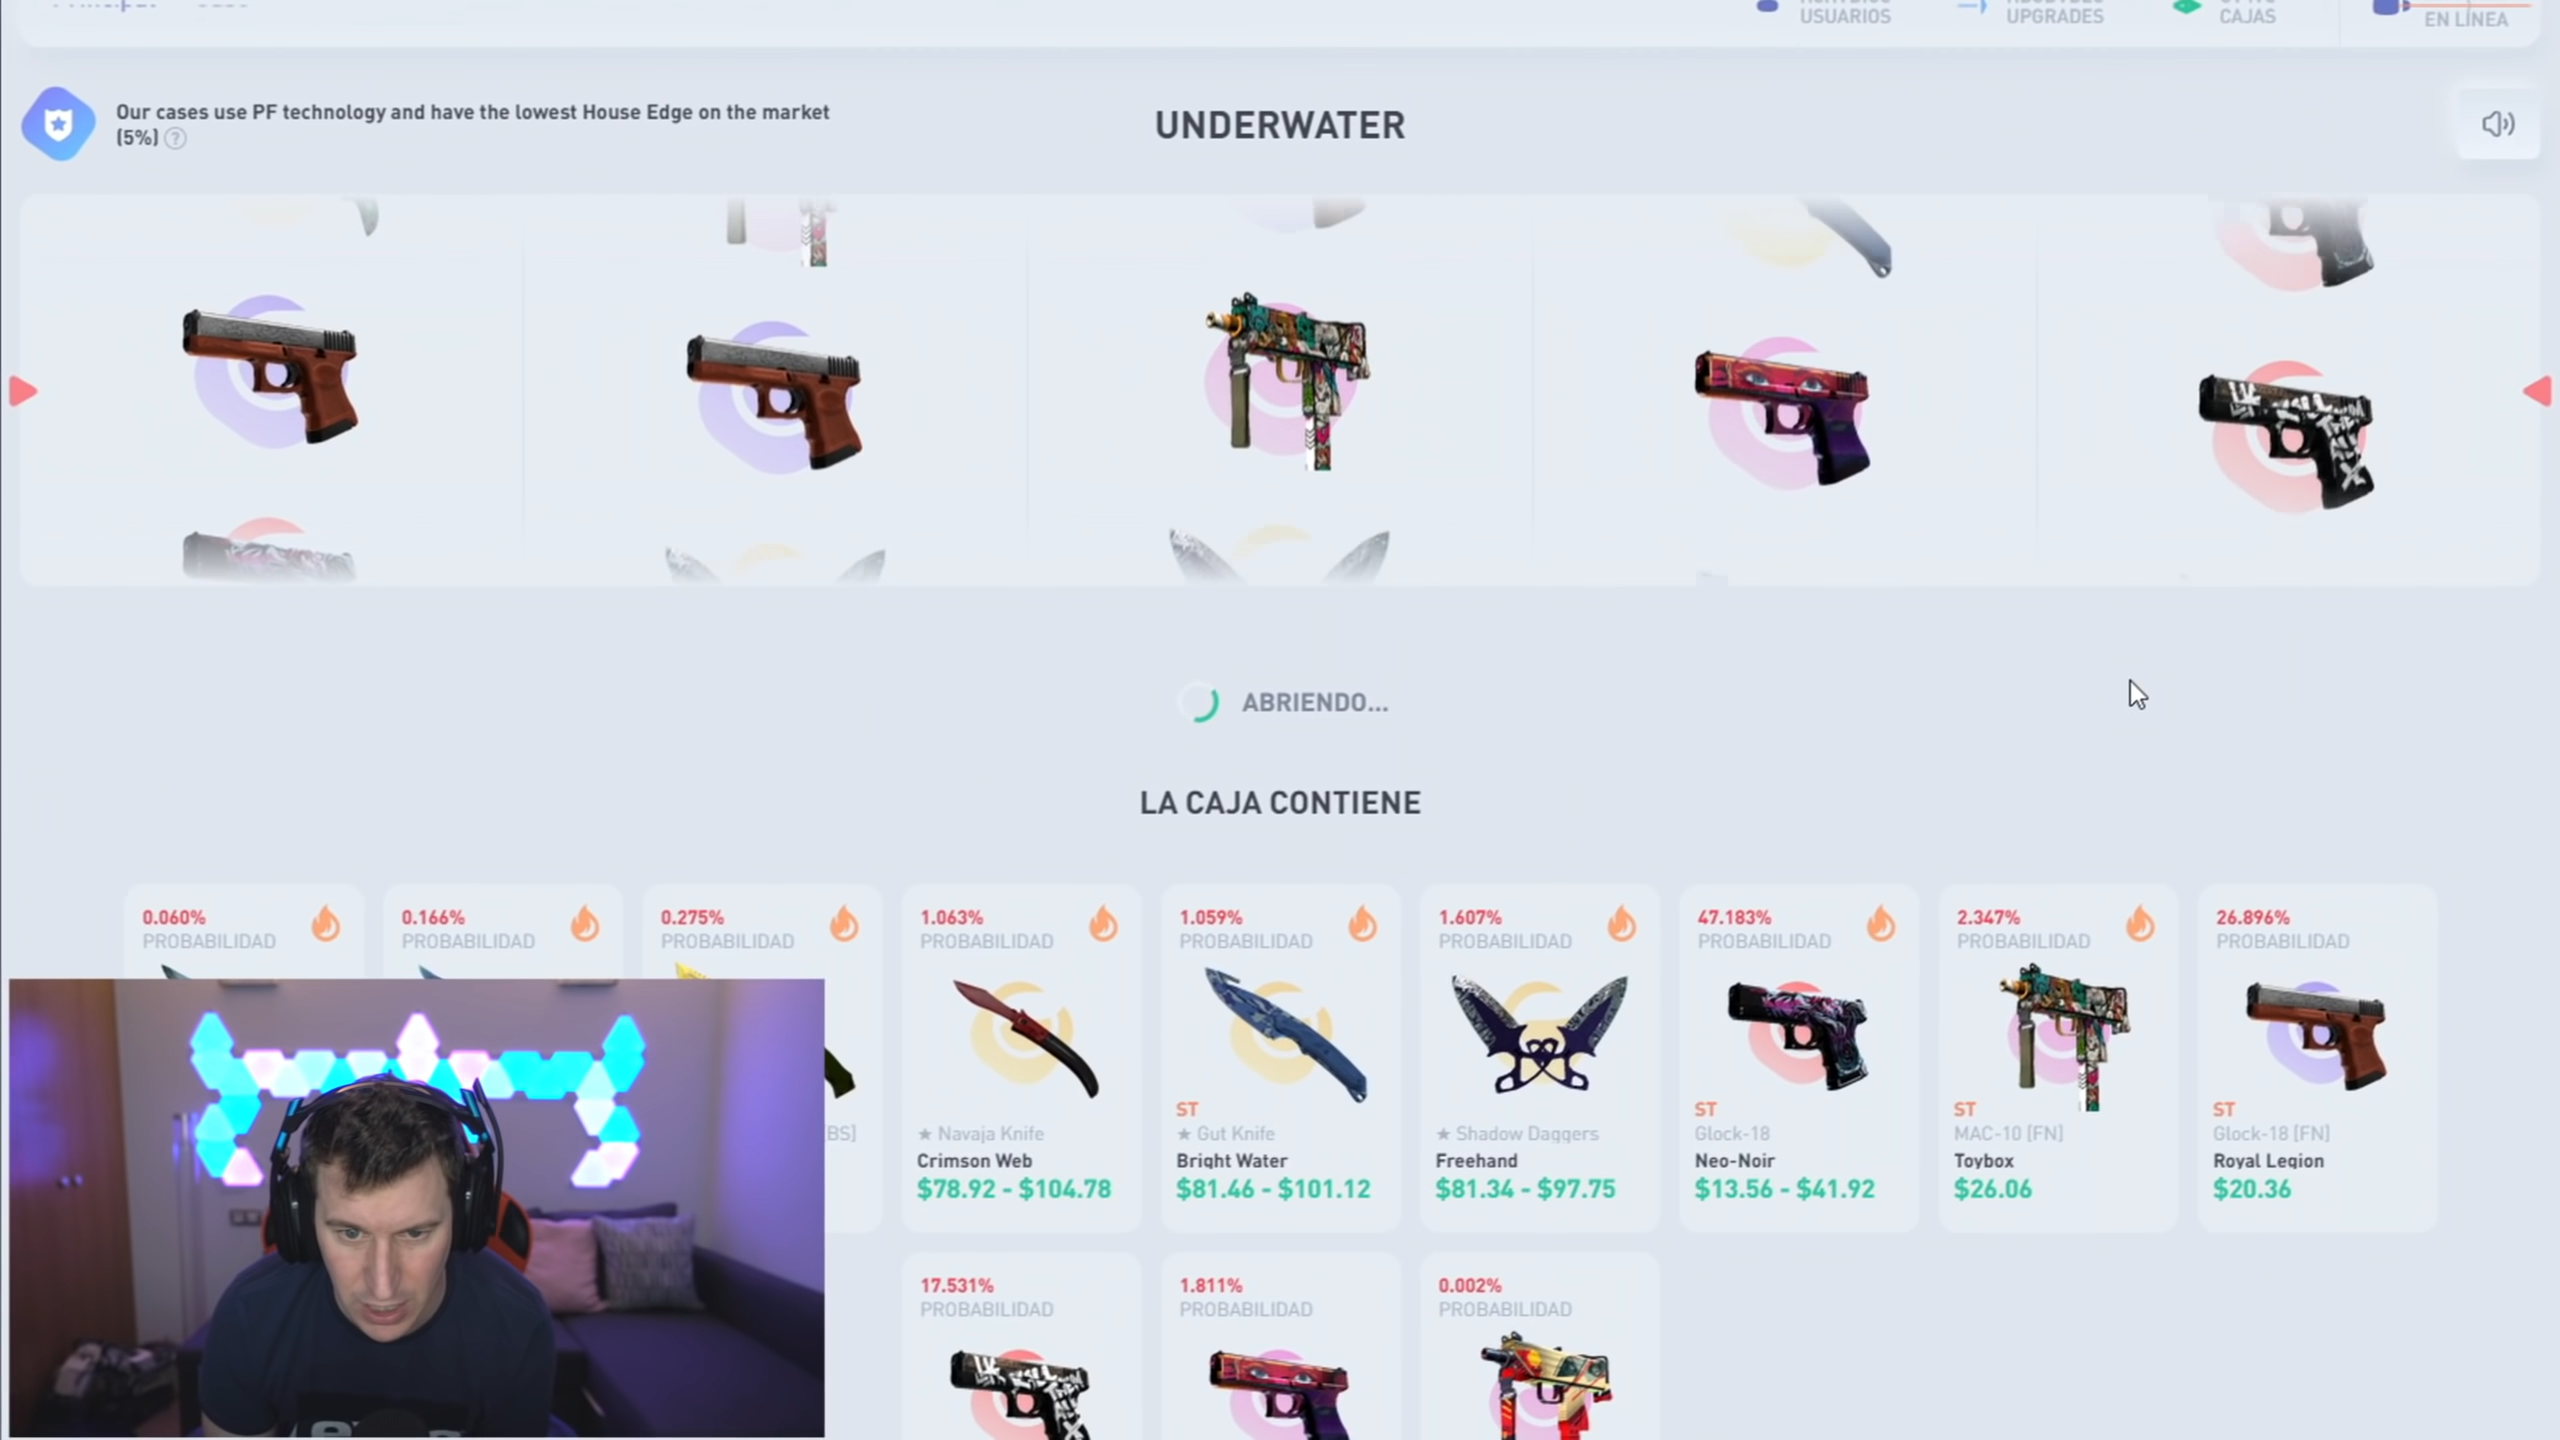 USUARIOS
UPGRADES
CAJAS
EN LÍNEA
Our cases use PF technology and have the lowest House Edge on the market
(5%) ?
UNDERWATER
ABRIENDO...
LA CAJA CONTIENE
0.060%
PROBABILIDAD
0.166%
PROBABILIDAD
0.275%
PROBABILIDAD
(BS)
1.063%
PROBABILIDAD
★ Navaja Knife
Crimson Web
$78.92 - $104.78
1.059%
PROBABILIDAD
ST
★ Gut Knife
Bright Water
$81.46 - $101.12
1.607%
PROBABILIDAD
★ Shadow Daggers
Freehand
$81.34 - $97.75
47.183%
PROBABILIDAD
ST
Glock-18
Neo-Noir
$13.56 - $41.92
2.347%
PROBABILIDAD
ST
MAC-10 (FN)
Toybox
$26.06
26.896%
PROBABILIDAD
ST
Glock-18 (FN)
Royal Legion
$20.36
17.531%
PROBABILIDAD
1.811%
PROBABILIDAD
0.002%
PROBABILIDAD